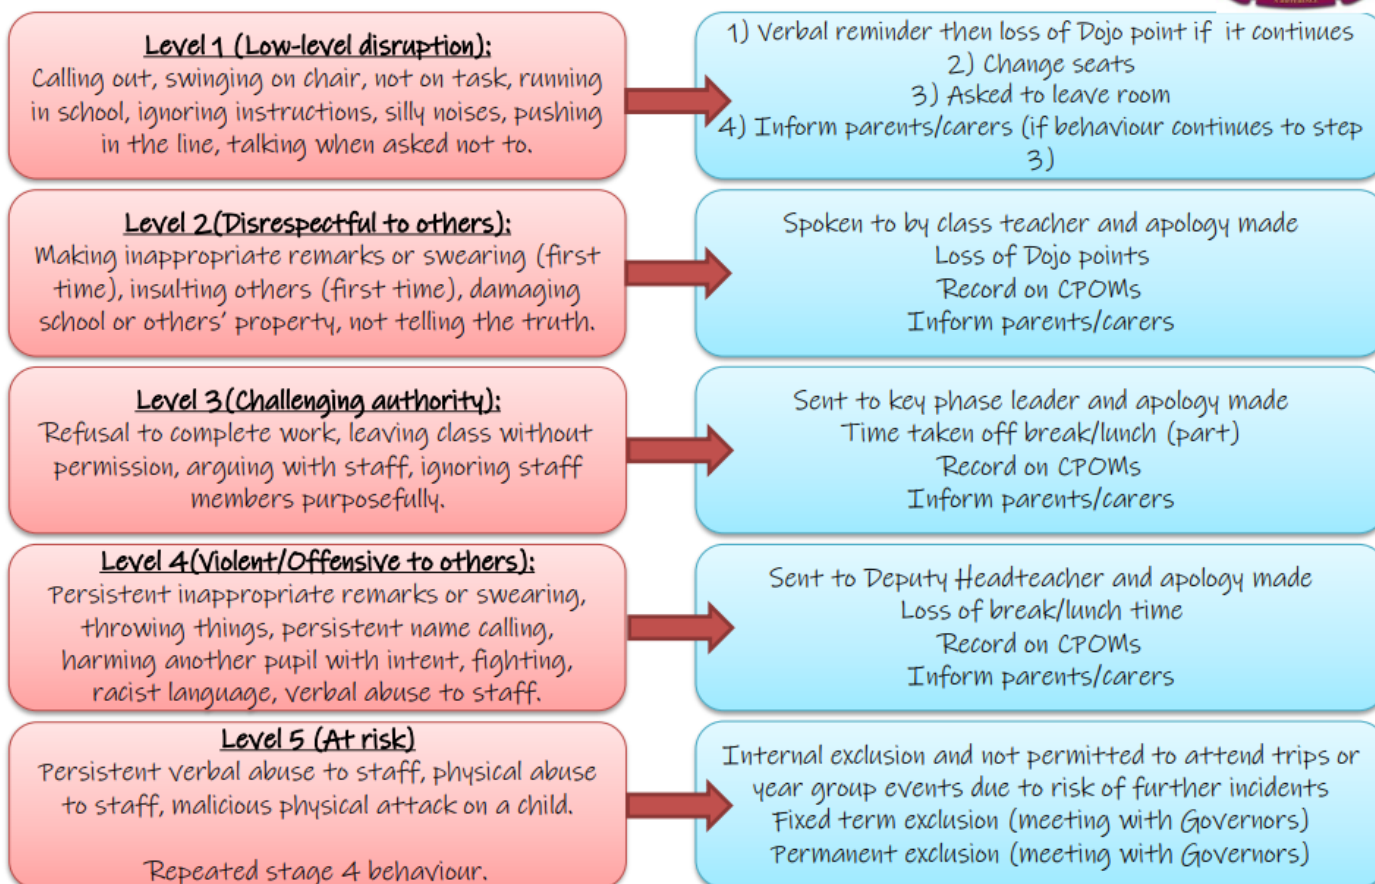 Level 1 (Low-level disruption):
Calling out, swinging on chair, not on task, running
in school, ignoring instructions, silly noises, pushing
in the line, talking when asked not to.
1) Verbal reminder then loss of Dojo point if it continues
2) Change seats
3) Asked to leave room
4) Inform parents/carers (if behaviour continues to step
3)
Level 2(Disrespectful to others):
Making inappropriate remarks or swearing (first
time), insulting others (first time), damaging
school or others' property, not telling the truth.
Spoken to by class teacher and apology made
Loss of Dojo points
Record on CPOMs
Inform parents/carers
Level 3(Challenging authority):
Refusal to complete work, leaving class without
permission, arguing with staff, ignoring staff
members purposefully.
Sent to key phase leader and apology made
Time taken off break/lunch (part)
Record on CPOMs
Inform parents/carers
Level 4(Violent/Offensive to others):
Persistent inappropriate remarks or swearing,
throwing things, persistent name calling,
harming another pupil with intent, fighting,
racist language, verbal abuse to staff.
Sent to Deputy Headteacher and apology made
Loss of break/lunch time
Record on CPOMs
Inform parents/carers
Level 5 (At risk)
Persistent verbal abuse to staff, physical abuse
to staff, malicious physical attack on a child.
Repeated stage 4 behaviour.
Internal exclusion and not permitted to attend trips or
year group events due to risk of further incidents
Fixed term exclusion (meeting with Governors)
Permanent exclusion (meeting with Governors)